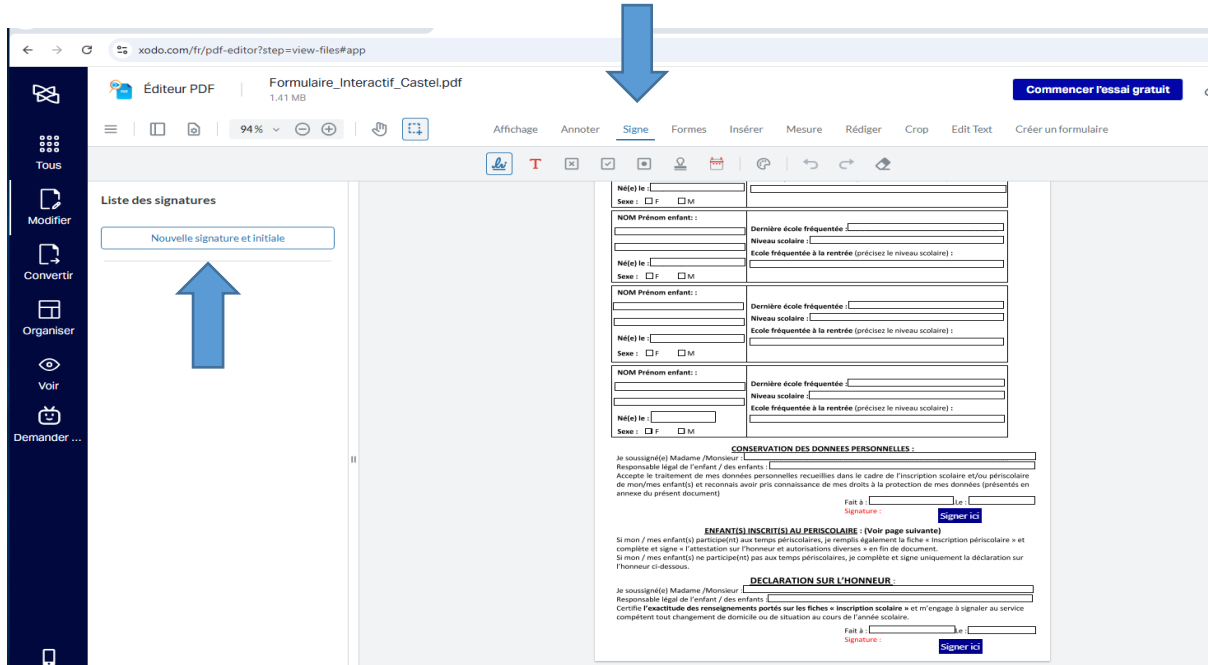 xodo.com/fr/pdf-editor?step=view-files#app
Éditeur PDF
Formulaire_Interactif_Castel.pdf
1.41 MB
Commencer l'essai gratuit
94%
Affichage
Annoter
Signe
Formes
Insérer
Mesure
Rédiger
Crop
Edit Text
Créer un formulaire
Tous
Modifier
Convertir
Organiser
Voir
Demander ...
Liste des signatures
Nouvelle signature et initiale
Né(e) le :
Sexe : F M
NOM Prénom enfant: :
Dernière école fréquentée :
Niveau scolaire :
Ecole fréquentée à la rentrée (précisez le niveau scolaire) :
Né(e) le :
Sexe : F M
NOM Prénom enfant: :
Dernière école fréquentée :
Niveau scolaire :
Ecole fréquentée à la rentrée (précisez le niveau scolaire) :
Né(e) le :
Sexe : F M
NOM Prénom enfant: :
Dernière école fréquentée :
Niveau scolaire :
Ecole fréquentée à la rentrée (précisez le niveau scolaire) :
Né(e) le :
Sexe : F M
CONSERVATION DES DONNEES PERSONNELLES :
Je soussigné(e) Madame /Monsieur :
Responsable légal de l'enfant / des enfants :
Accepte le traitement de mes données personnelles recueillies dans le cadre de l'inscription scolaire et/ou périscolaire
de mon/mes enfant(s) et reconnais avoir pris connaissance de mes droits à la protection de mes données (présentés en
annexe du présent document)
Fait à : Le :
Signature :
Signer ici
ENFANT(S) INSCRIT(S) AU PERISCOLAIRE : (Voir page suivante)
Si mon / mes enfant(s) participe(nt) aux temps périscolaires, je remplis également la fiche « Inscription périscolaire » et
complète et signe « l'attestation sur l'honneur et autorisations diverses » en fin de document.
Si mon / mes enfant(s) ne participe(nt) pas aux temps périscolaires, je complète et signe uniquement la déclaration sur
l'honneur ci-dessous.
DECLARATION SUR L'HONNEUR :
Je soussigné(e) Madame /Monsieur :
Responsable légal de l'enfant / des enfants :
Certifie l'exactitude des renseignements portés sur les fiches « inscription scolaire » et m'engage à signaler au service
compétent tout changement de domicile ou de situation au cours de l'année scolaire.
Fait à : Le :
Signature :
Signer ici